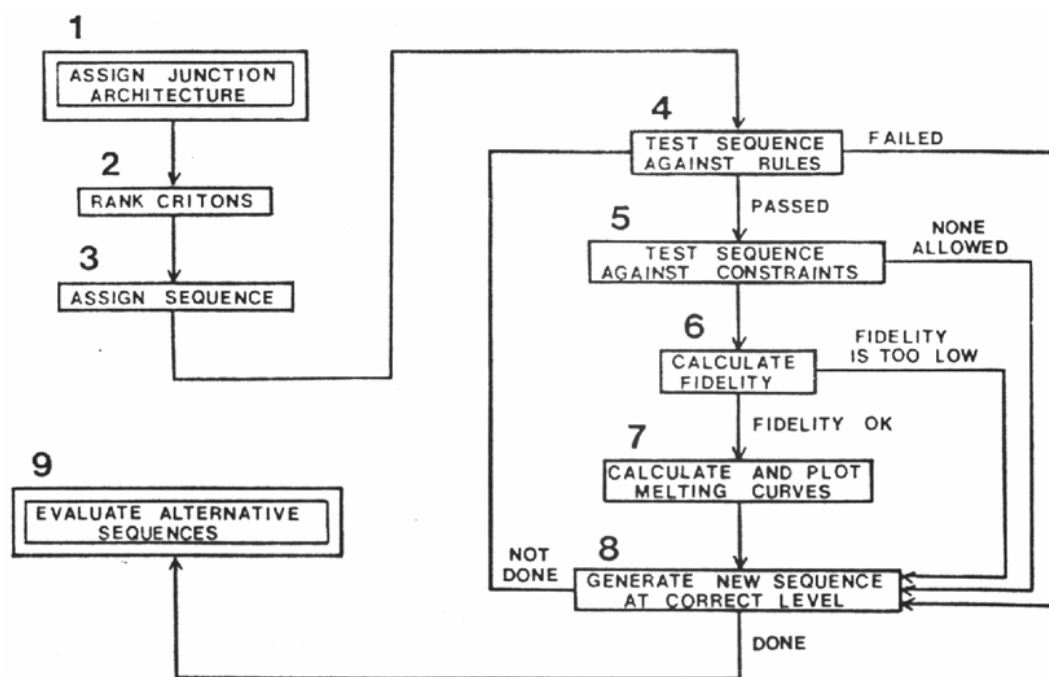 1
ASSIGN JUNCTION
ARCHITECTURE
2
RANK CRITONS
3
ASSIGN SEQUENCE
4
TEST SEQUENCE
AGAINST RULES
FAILED
PASSED
5
TEST SEQUENCE
AGAINST CONSTRAINTS
NONE
ALLOWED
6
CALCULATE
FIDELITY
FIDELITY
IS TOO LOW
FIDELITY OK
7
CALCULATE AND PLOT
MELTING CURVES
8
GENERATE NEW SEQUENCE
AT CORRECT LEVEL
NOT
DONE
DONE
9
EVALUATE ALTERNATIVE
SEQUENCES